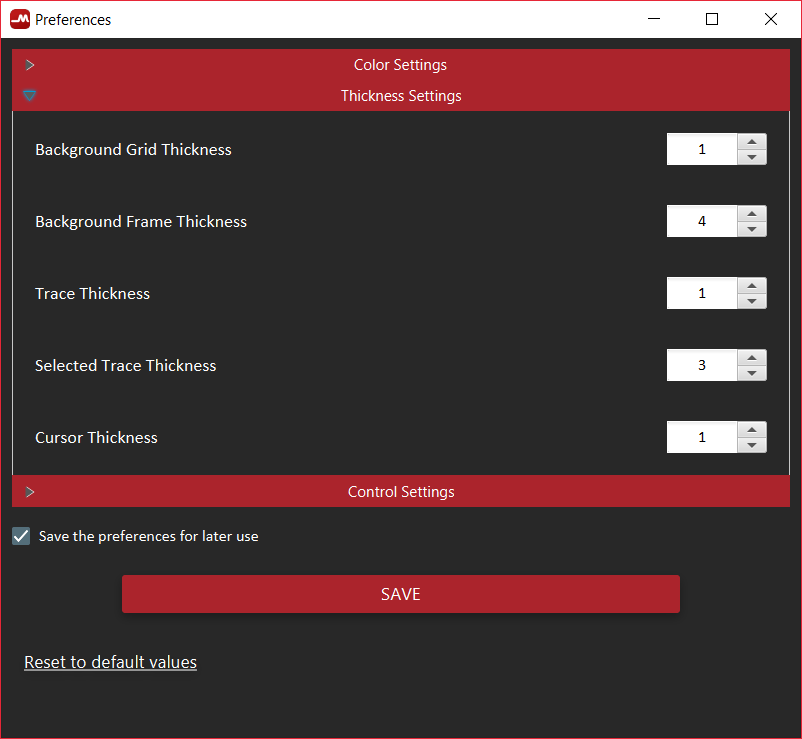 Preferences
Color Settings
Thickness Settings
Background Grid Thickness 1
Background Frame Thickness 4
Trace Thickness 1
Selected Trace Thickness 3
Cursor Thickness 1
Control Settings
Save the preferences for later use
SAVE
Reset to default values